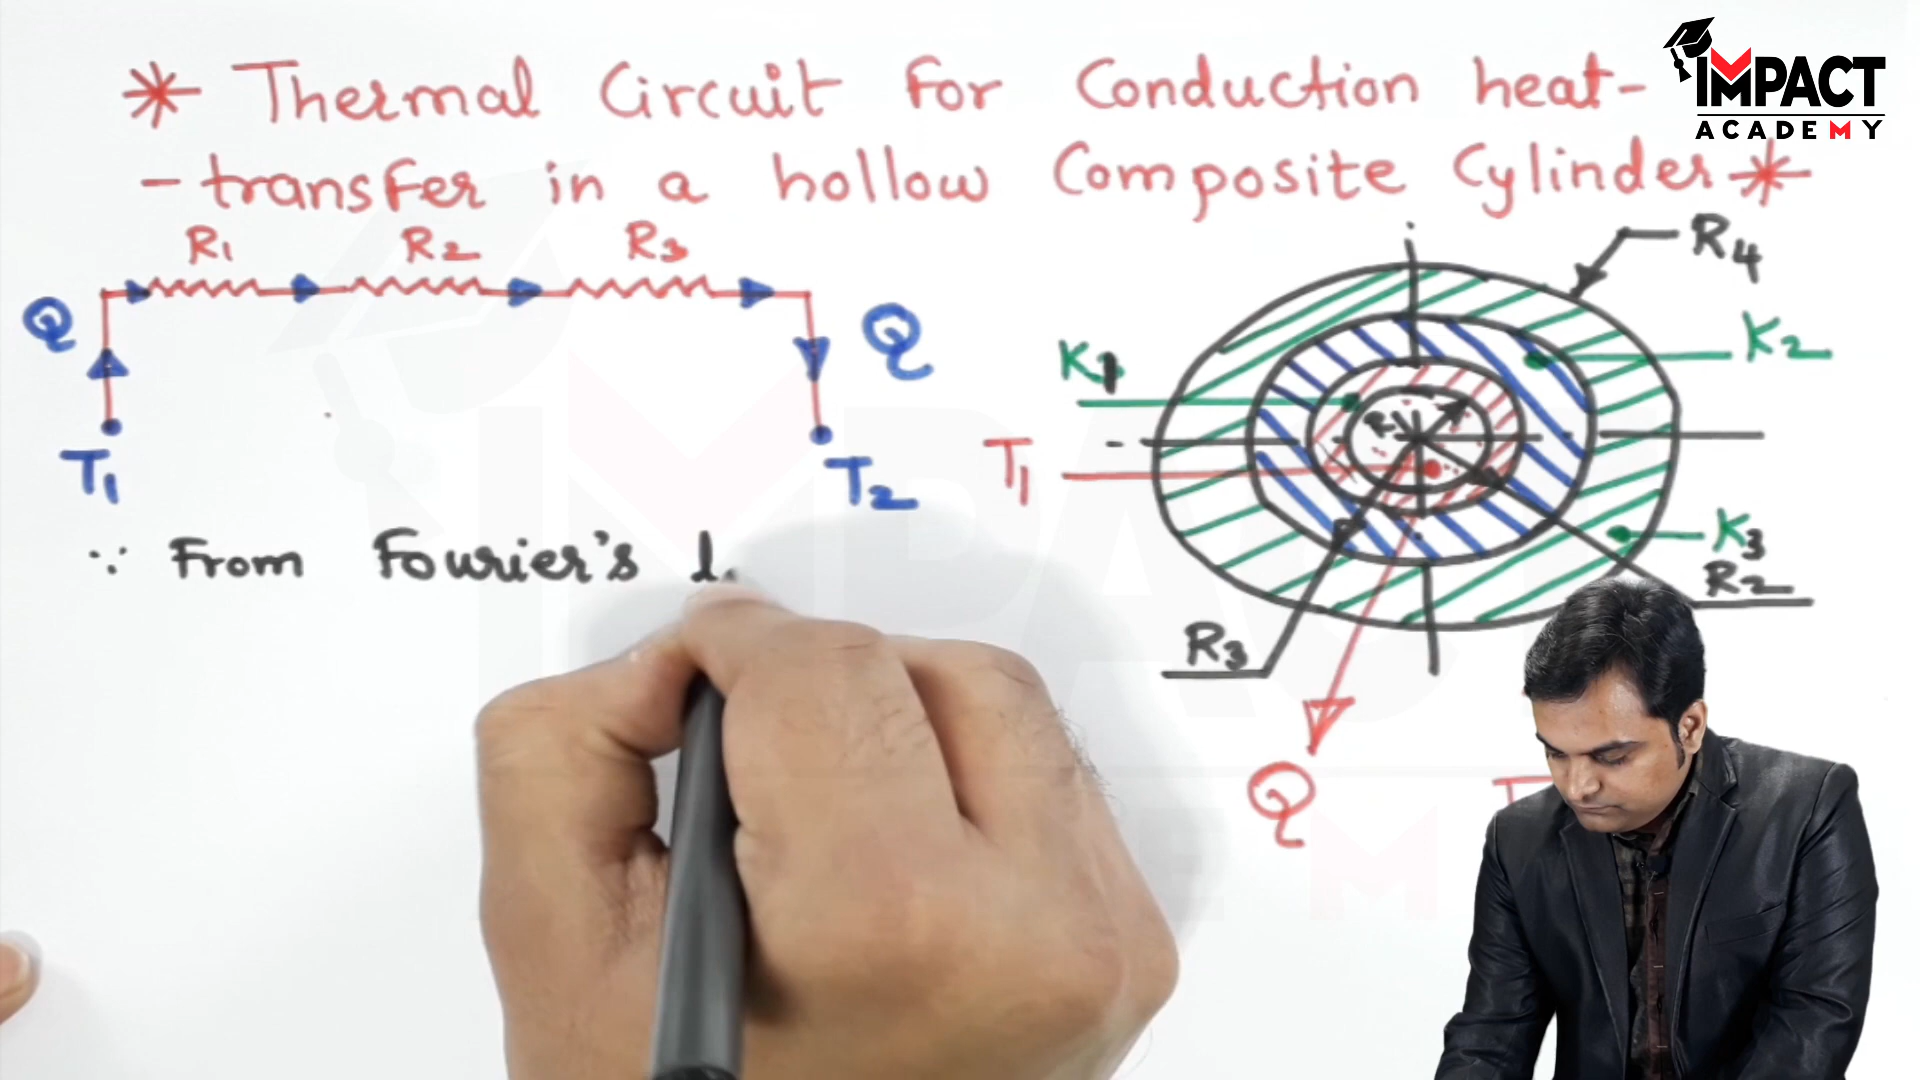 * Thermal Circuit for Conduction heat-
-transfer in a hollow Composite Cylinder *
IMPACT
ACADEMY
R1 R2 R3
Q Q
T1 T2
∵ From Fourier's
R4
K1
K2
T1
R
K3
R2
R3
Q